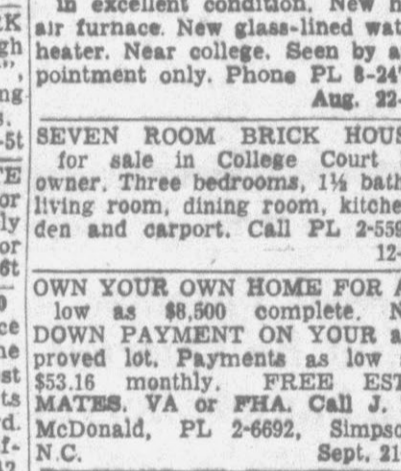 in excellent condition. New h
air furnace. New glass-lined wat
heater. Near college. Seen by a
pointment only. Phone PL 8-247
Aug. 22-
SEVEN ROOM BRICK HOUS
for sale in College Court
owner. Three bedrooms, 1½ bath
living room, dining room, kitche
den and carport. Call PL 2-559
12-
OWN YOUR OWN HOME FOR A
low as $8,500 complete. N
DOWN PAYMENT ON YOUR a
proved lot. Payments as low
$53.16 monthly. FREE EST
MATES. VA or FHA. Call J.
McDonald, PL 2-6692, Simpso
N.C. Sept. 21-